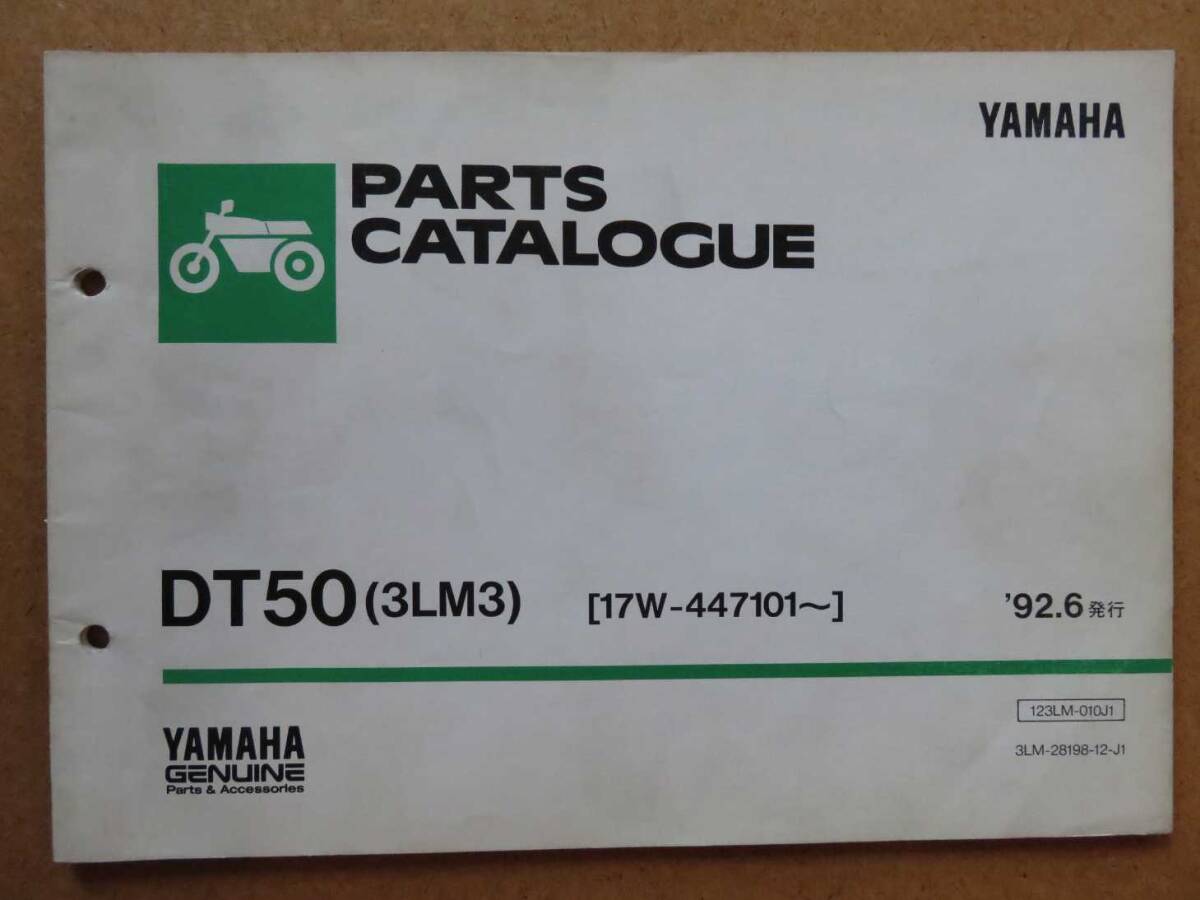 YAMAHA
PARTS
CATALOGUE
DT50 (3LM3) [17W-447101～] '92.6 発行
123LM-010J1
3LM-28198-12-J1
YAMAHA
GENUINE
Parts & Accessories